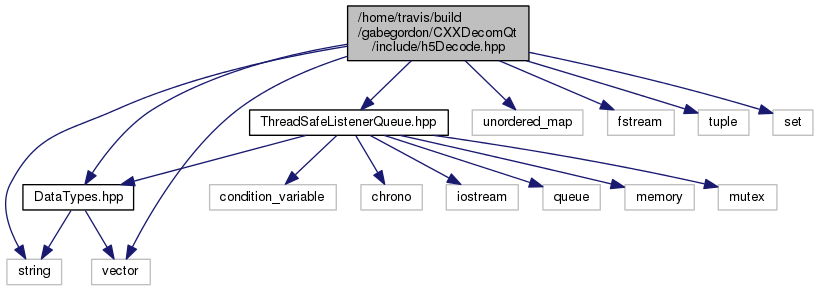 /home/travis/build
/gabegordon/CXXDecomQt
/include/h5Decode.hpp
ThreadSafeListenerQueue.hpp
unordered_map
fstream
tuple
set
DataTypes.hpp
condition_variable
chrono
iostream
queue
memory
mutex
string
vector